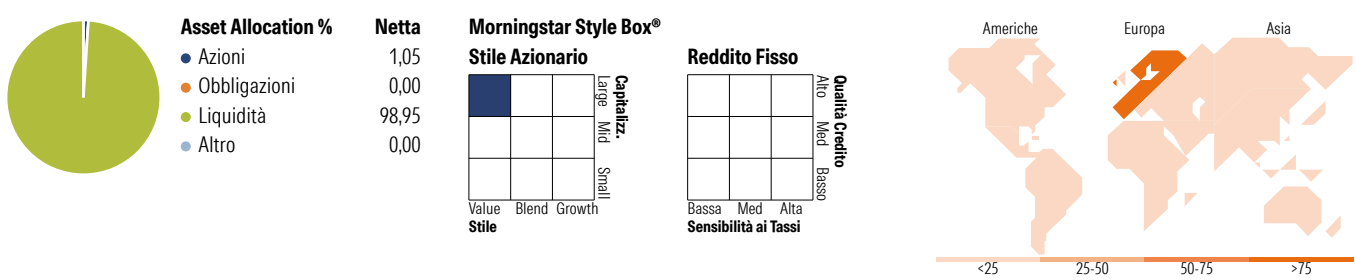 Asset Allocation % Netta
Azioni 1,05
Obbligazioni 0,00
Liquidità 98,95
Altro 0,00
Morningstar Style Box®
Stile Azionario
Large Mid Small
Capitalizz.
Value Blend Growth
Stile
Reddito Fisso
Alto Med Basso
Qualità Credito
Bassa Med Alta
Sensibilità ai Tassi
Americhe Europa Asia
<25 25-50 50-75 >75